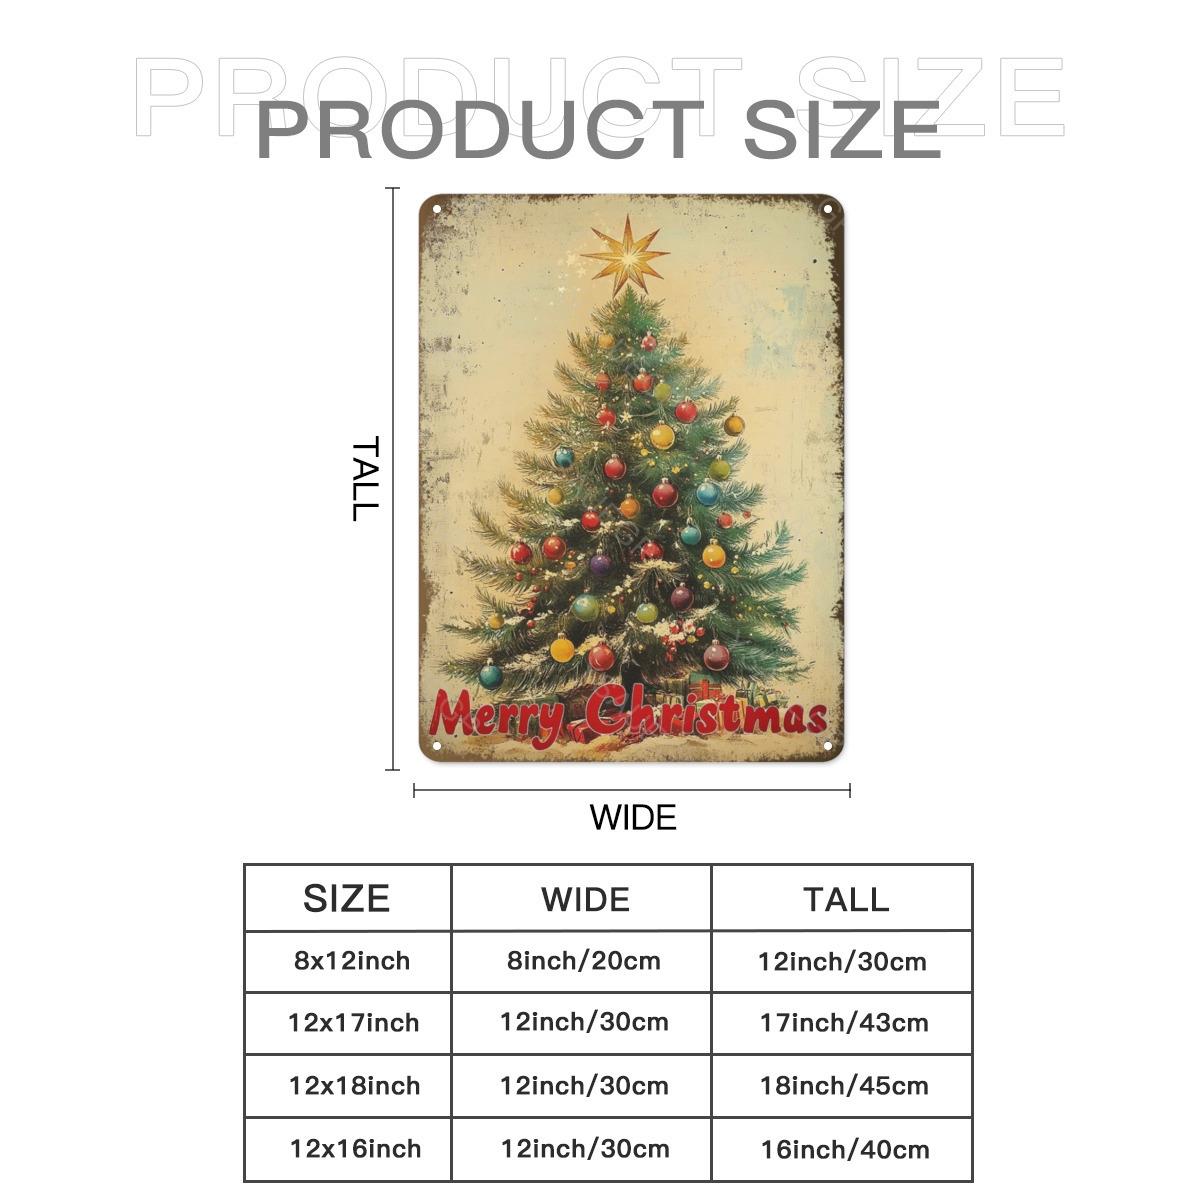 PRODUCT SIZE
PRODUCT SIZE
TALL
Merry Christmas
WIDE
SIZE WIDE TALL
8x12inch 8inch/20cm 12inch/30cm
12x17inch 12inch/30cm 17inch/43cm
12x18inch 12inch/30cm 18inch/45cm
12x16inch 12inch/30cm 16inch/40cm